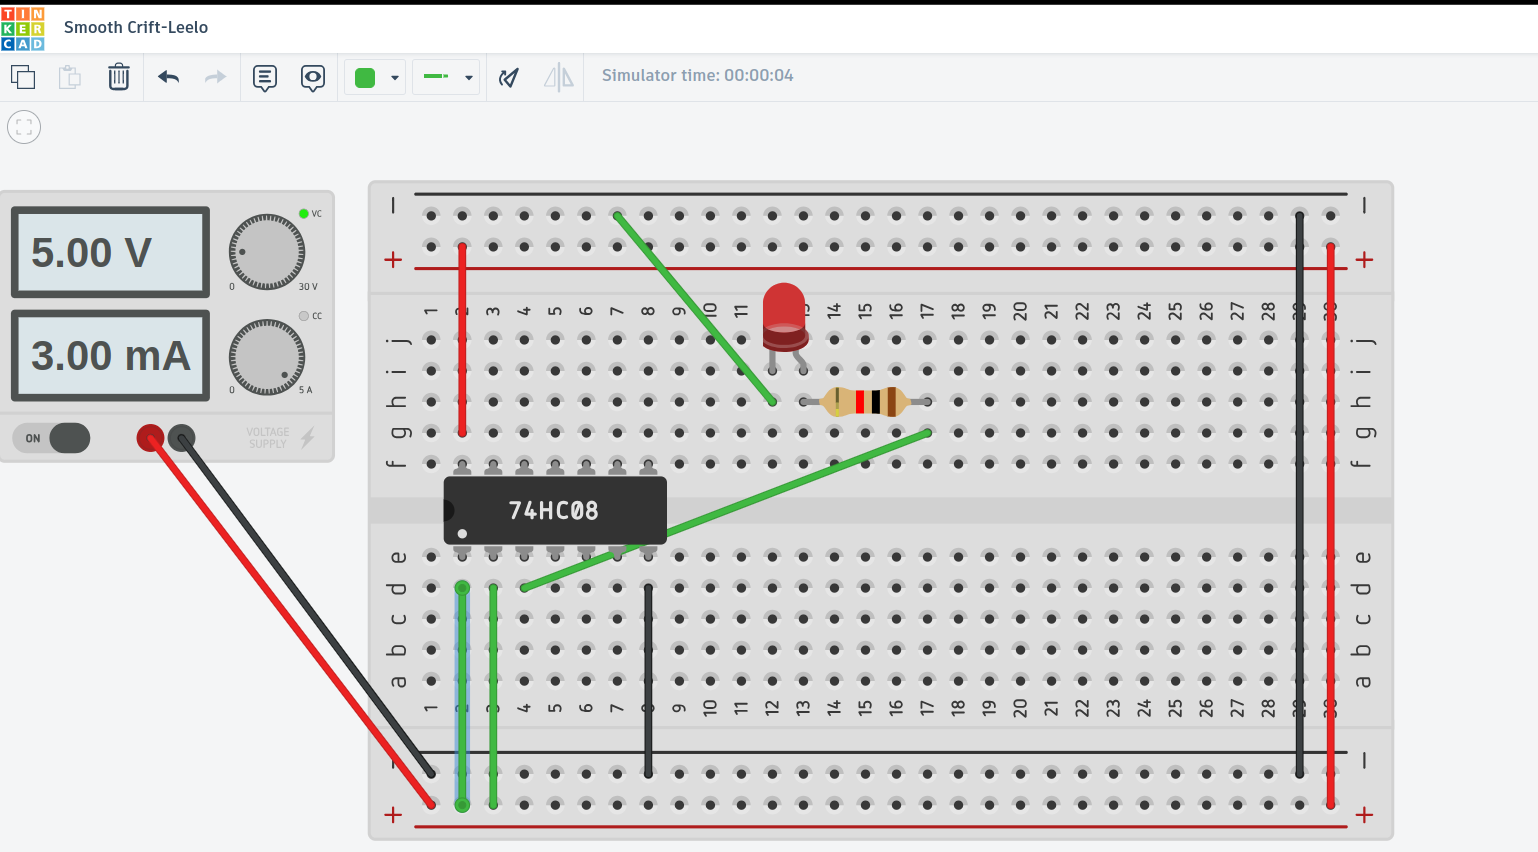 TIN
KER
CAD
Smooth Crift-Leelo
Simulator time: 00:00:04
5.00 V
VC
0 30 V
3.00 mA
CC
0 5 A
ON
VOLTAGE
SUPPLY
− −
+ +
1 2 3 4 5 6 7 8 9 10 11 13 14 15 16 17 18 19 20 21 22 23 24 25 26 27 28 29 30
j j
i i
h h
g g
f f
74HC08
e e
d d
c c
b b
a a
1 2 3 4 5 6 7 8 9 10 11 12 13 14 15 16 17 18 19 20 21 22 23 24 25 26 27 28 29 30
− −
+ +